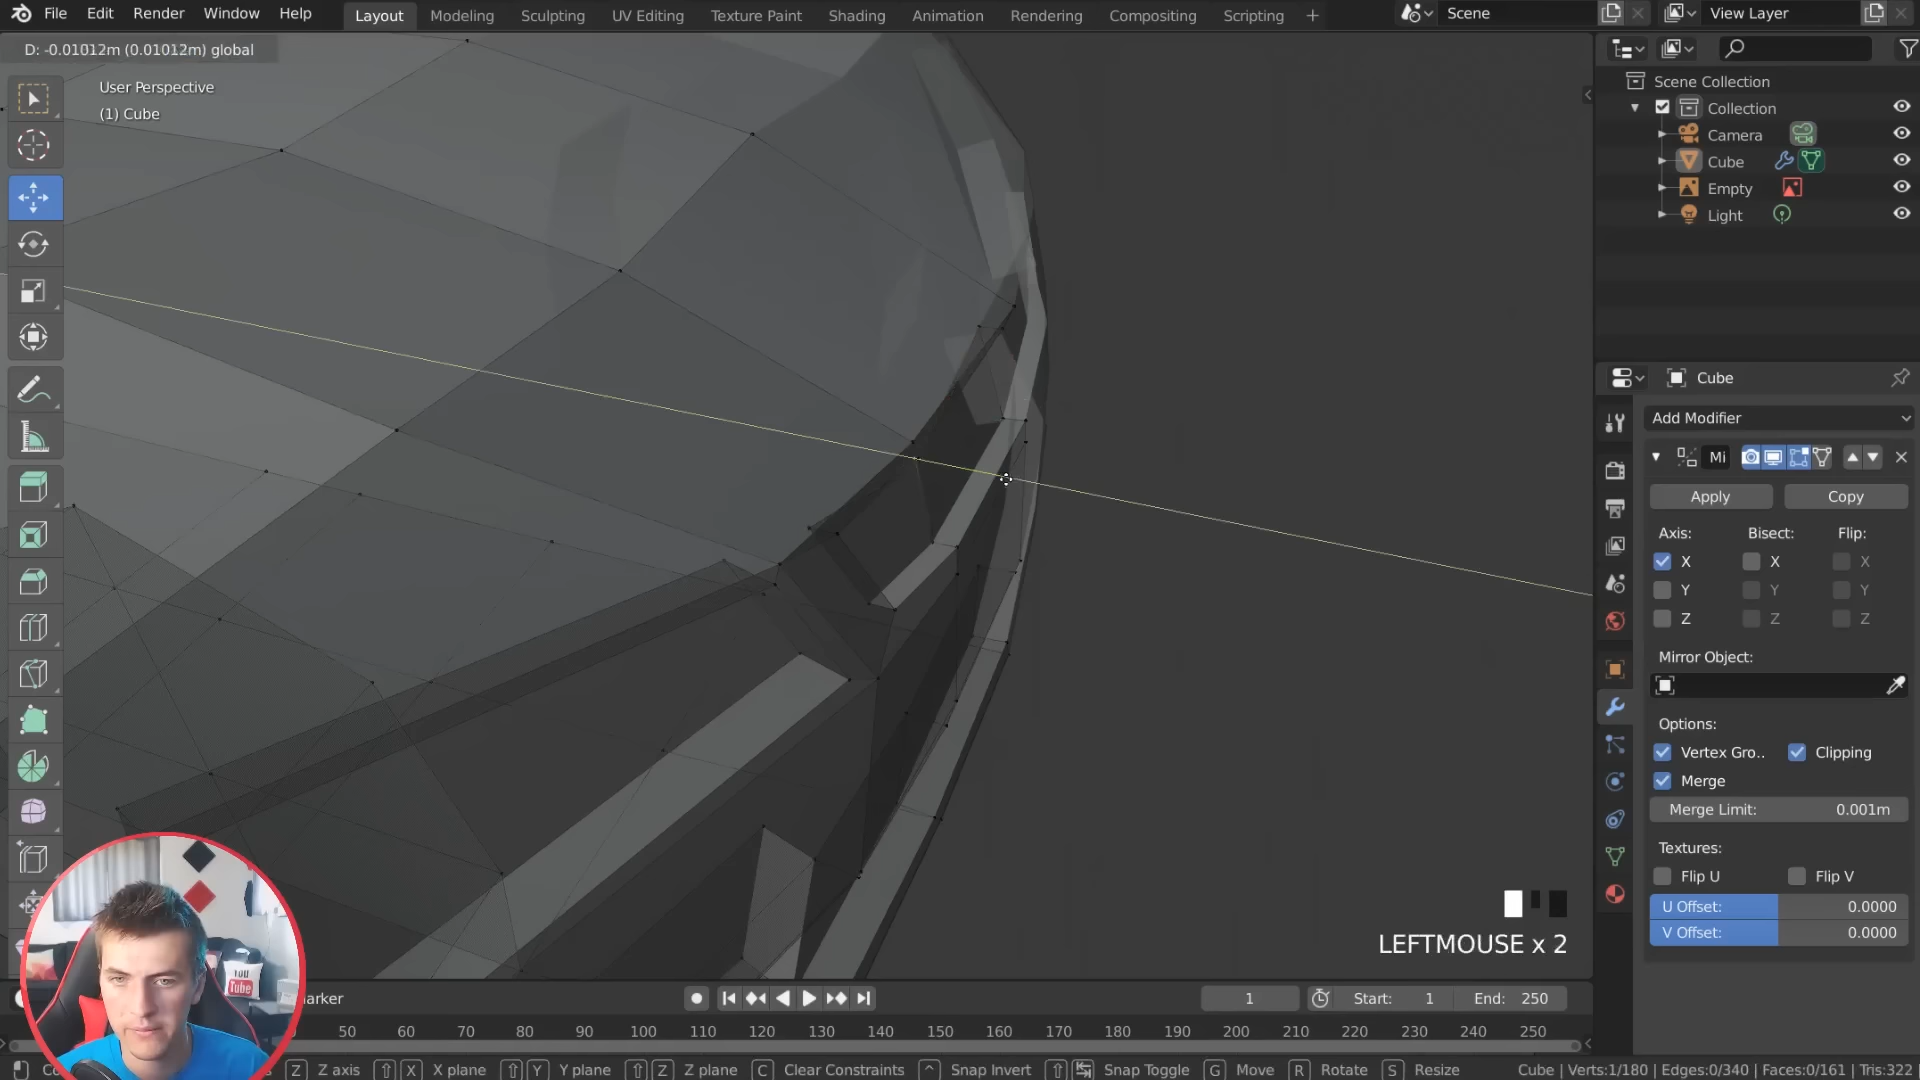 File Edit Render Window Help Layout Modeling Sculpting UV Editing Texture Paint Shading Animation Rendering Compositing Scripting + Scene View Layer
D: -0.01012m (0.01012m) global
User Perspective
(1) Cube
Scene Collection
Collection
Camera
Cube
Empty
Light
Cube
Add Modifier
Mi
Apply Copy
Axis: Bisect: Flip:
X X X
Y Y Y
Z Z Z
Mirror Object:
Options:
Vertex Gro.. Clipping
Merge
Merge Limit: 0.001m
Textures:
Flip U Flip V
U Offset: 0.0000
V Offset: 0.0000
LEFTMOUSE x 2
You
Tube
arker 1 Start: 1 End: 250
50 60 70 80 90 100 110 120 130 140 150 160 170 180 190 200 210 220 230 240 250
Z Z axis X X plane Y Y plane Z Z plane C Clear Constraints ^ Snap Invert Snap Toggle G Move R Rotate S Resize Cube | Verts:1/180 | Edges:0/340 | Faces:0/161 | Tris:322